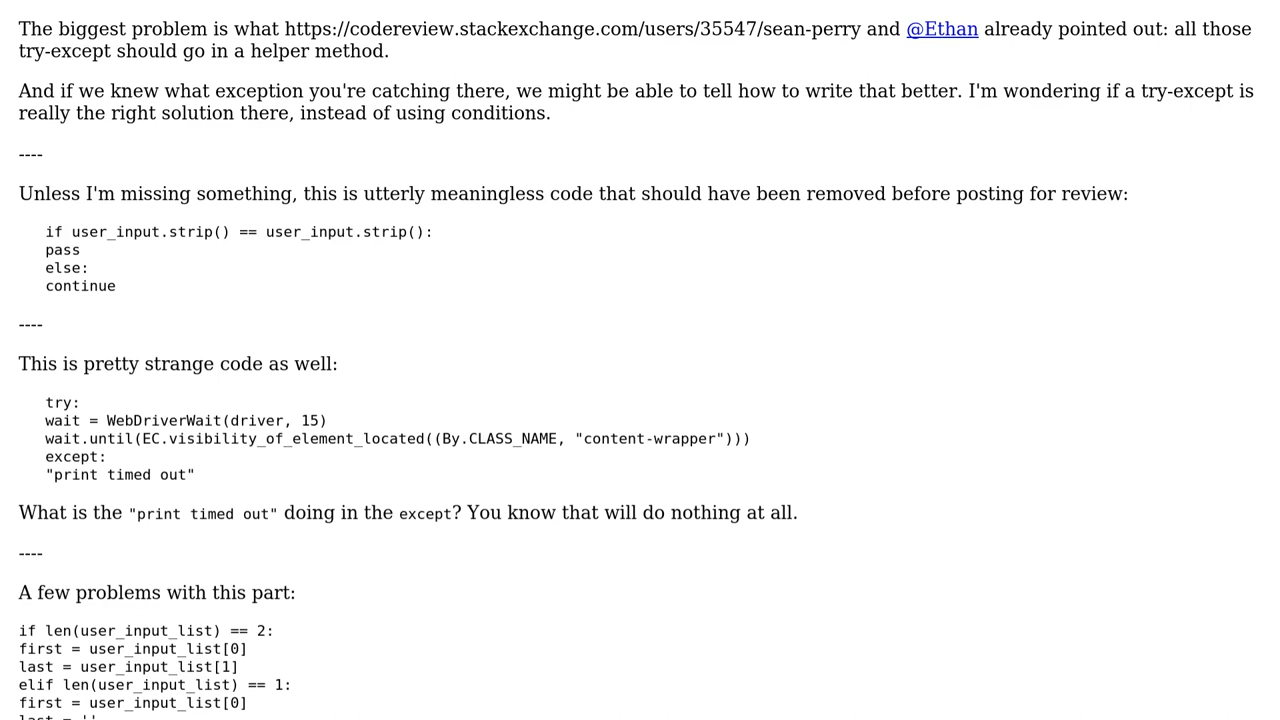 The biggest problem is what https://codereview.stackexchange.com/users/35547/sean-perry and @Ethan already pointed out: all those
try-except should go in a helper method.
And if we knew what exception you're catching there, we might be able to tell how to write that better. I'm wondering if a try-except is
really the right solution there, instead of using conditions.
----
Unless I'm missing something, this is utterly meaningless code that should have been removed before posting for review:
if user_input.strip() == user_input.strip():
pass
else:
continue
----
This is pretty strange code as well:
try:
wait = WebDriverWait(driver, 15)
wait.until(EC.visibility_of_element_located((By.CLASS_NAME, "content-wrapper")))
except:
"print timed out"
What is the "print timed out" doing in the except? You know that will do nothing at all.
----
A few problems with this part:
if len(user_input_list) == 2:
first = user_input_list[0]
last = user_input_list[1]
elif len(user_input_list) == 1:
first = user_input_list[0]
last = ''